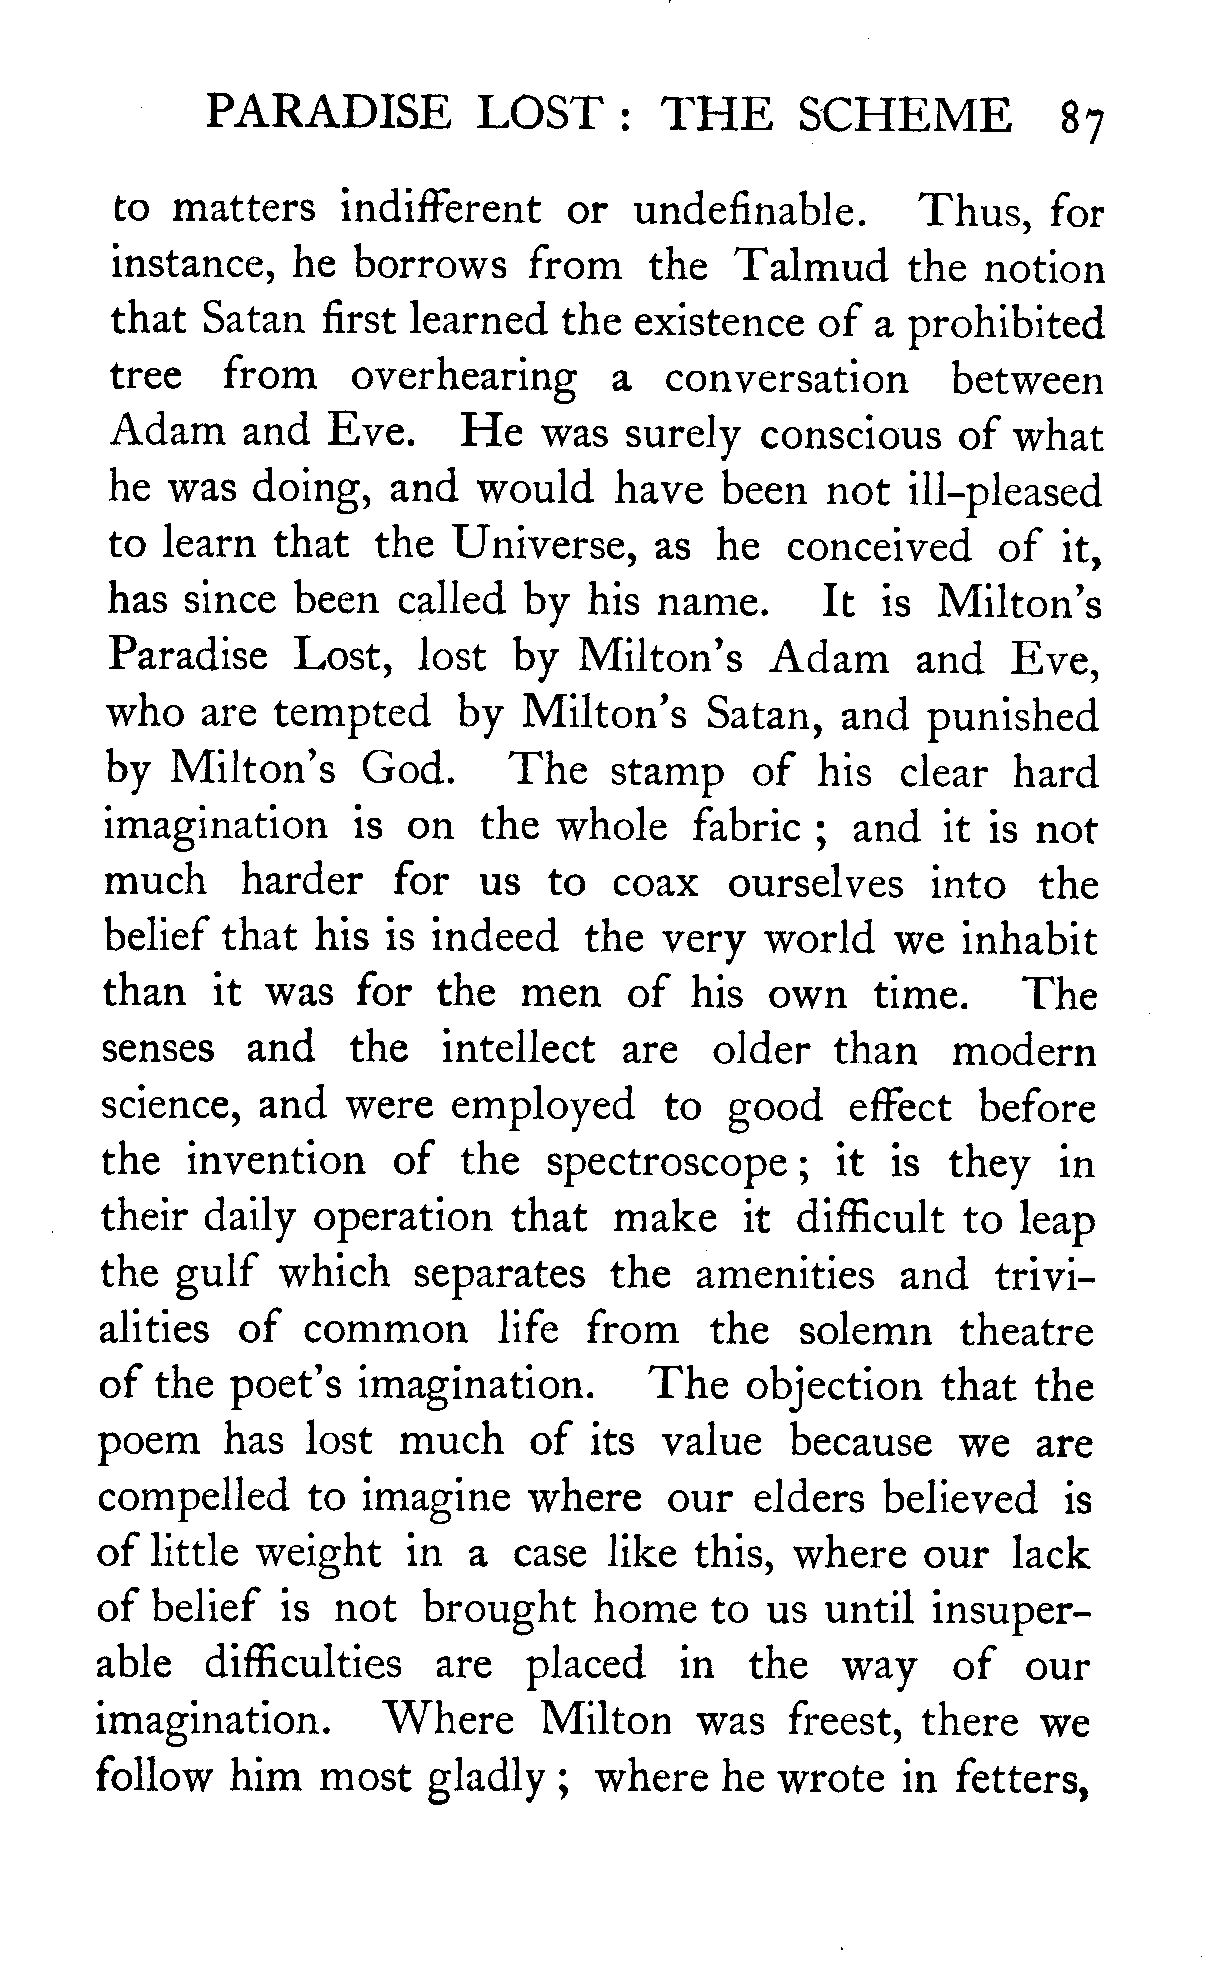 PARADISE LOST : THE SCHEME 87
to matters indifferent or undefinable. Thus, for
instance, he borrows from the Talmud the notion
that Satan first learned the existence of a prohibited
tree from overhearing a conversation between
Adam and Eve. He was surely conscious of what
he was doing, and would have been not ill-pleased
to learn that the Universe, as he conceived of it,
has since been called by his name. It is Milton's
Paradise Lost, lost by Milton's Adam and Eve,
who are tempted by Milton's Satan, and punished
by Milton's God. The stamp of his clear hard
imagination is on the whole fabric ; and it is not
much harder for us to coax ourselves into the
belief that his is indeed the very world we inhabit
than it was for the men of his own time. The
senses and the intellect are older than modern
science, and were employed to good effect before
the invention of the spectroscope ; it is they in
their daily operation that make it difficult to leap
the gulf which separates the amenities and trivi-
alities of common life from the solemn theatre
of the poet's imagination. The objection that the
poem has lost much of its value because we are
compelled to imagine where our elders believed is
of little weight in a case like this, where our lack
of belief is not brought home to us until insuper-
able difficulties are placed in the way of our
imagination. Where Milton was freest, there we
follow him most gladly ; where he wrote in fetters,